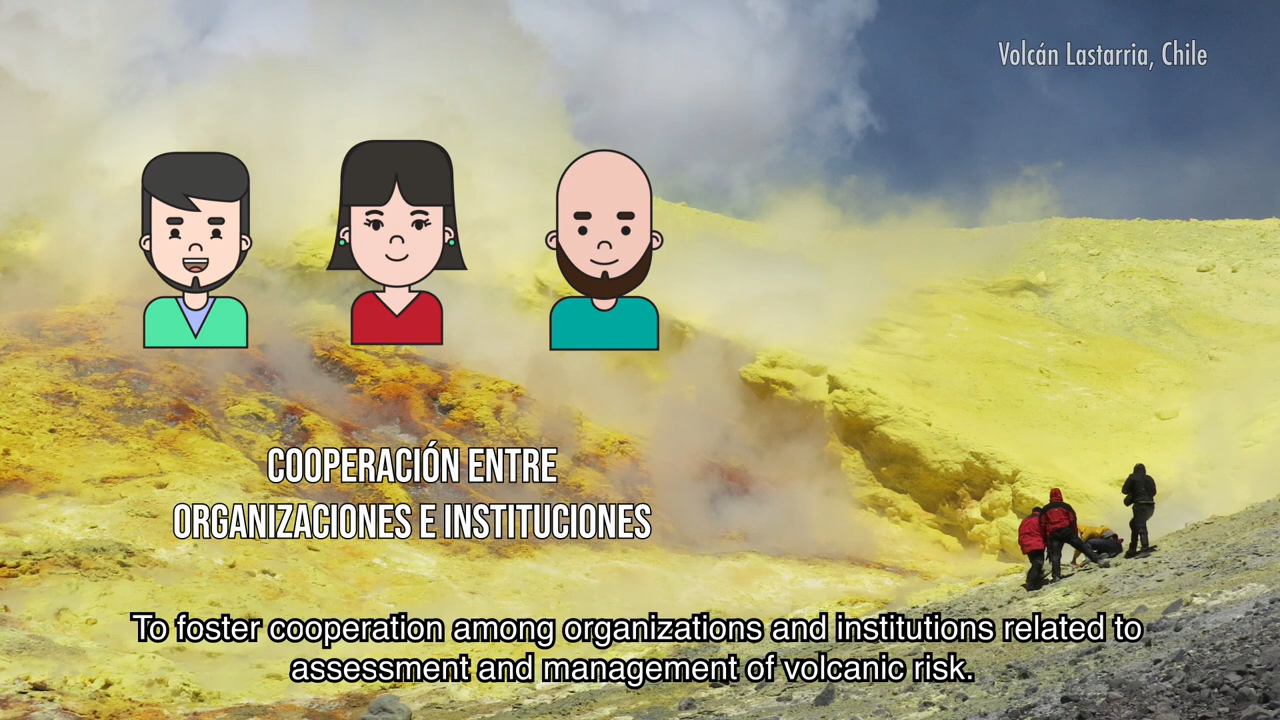 Volcán Lastarria, Chile
COOPERACIÓN ENTRE
ORGANIZACIONES E INSTITUCIONES
To foster cooperation among organizations and institutions related to
assessment and management of volcanic risk.